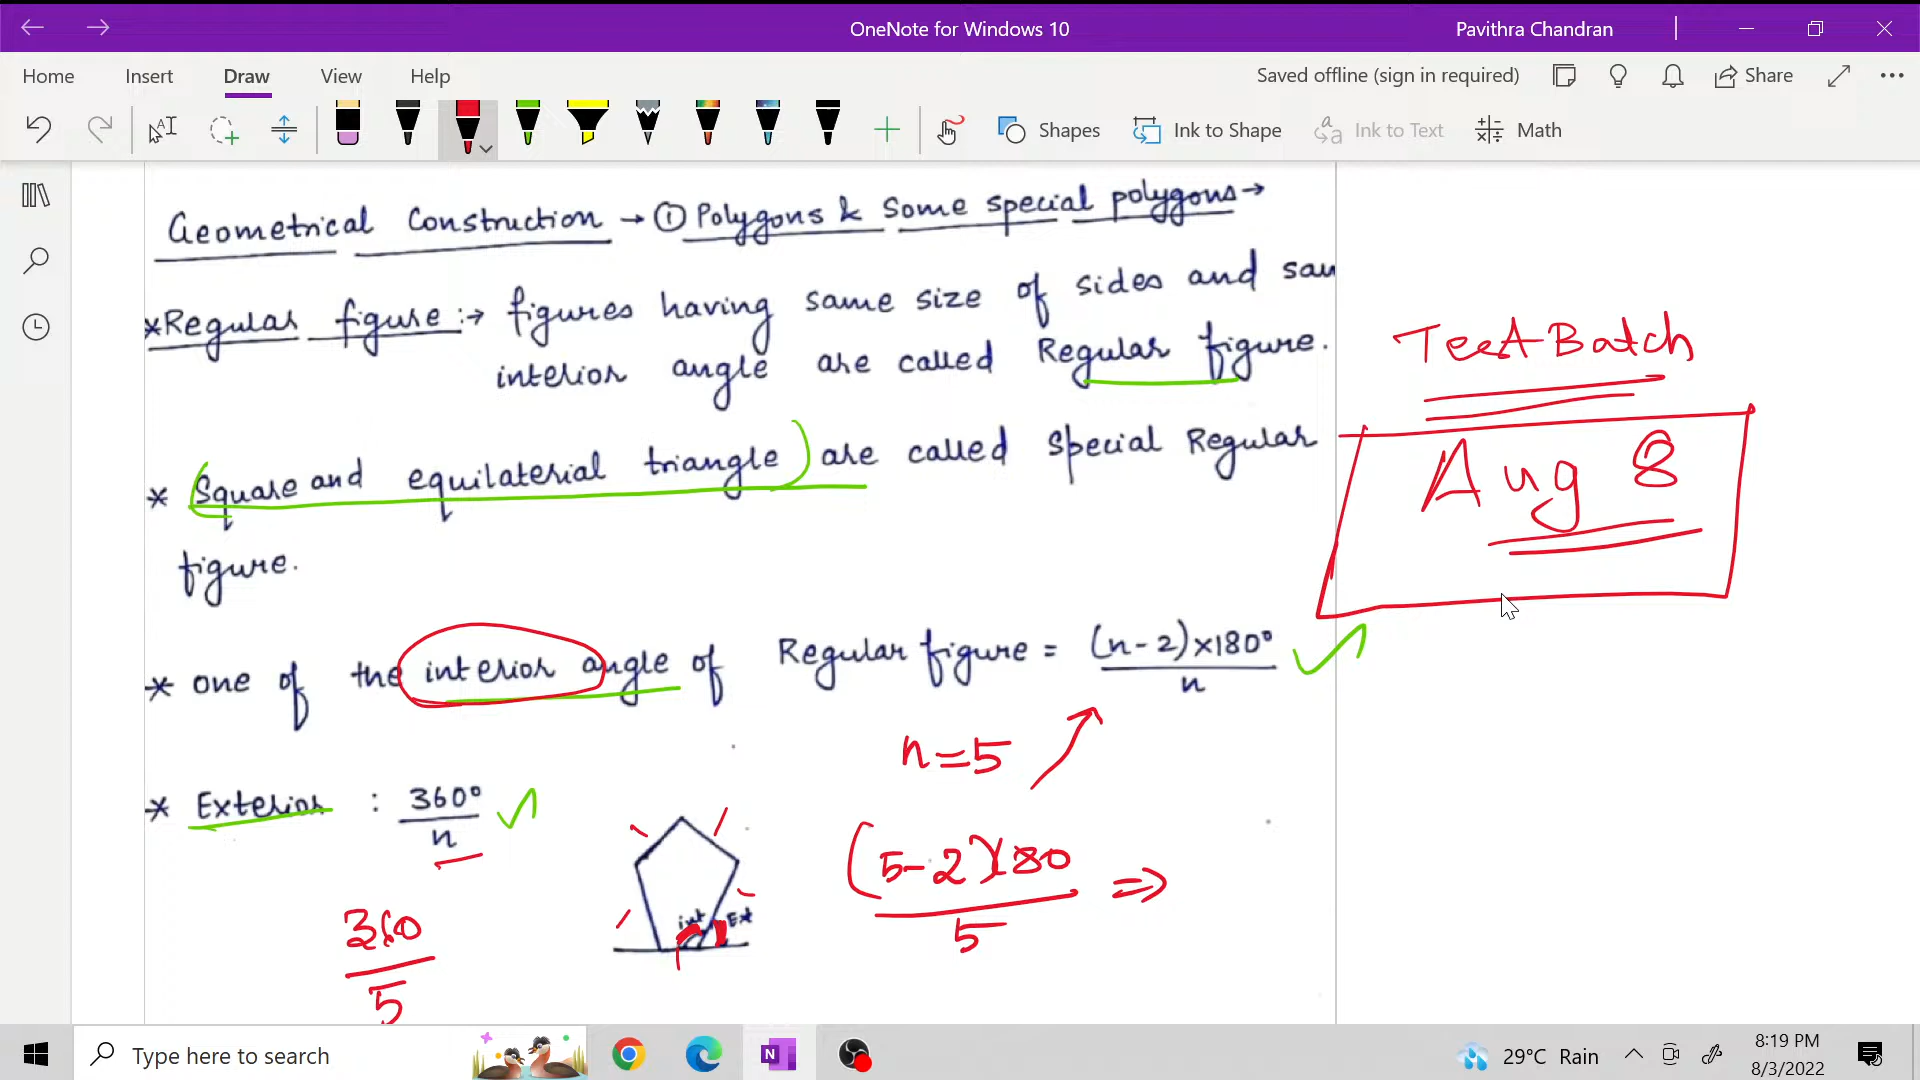 OneNote for Windows 10
Pavithra Chandran
Home Insert Draw View Help
Saved offline (sign in required)
Share
Shapes Ink to Shape Ink to Text Math
Geometrical Construction → ① Polygons & Some special polygons →
*Regular figure :→ figures having same size of sides and sam
interior angle are called Regular figure.
* Square and equilaterial triangle) are called Special Regular
figure.
* one of the interior angle of Regular figure = (n-2)×180°
n
* Exterior : 360°
n
Test Batch
Aug 8
n=5
(5-2)180 ⇒
5
int Ext
360
5
Type here to search
29°C Rain
8:19 PM
8/3/2022